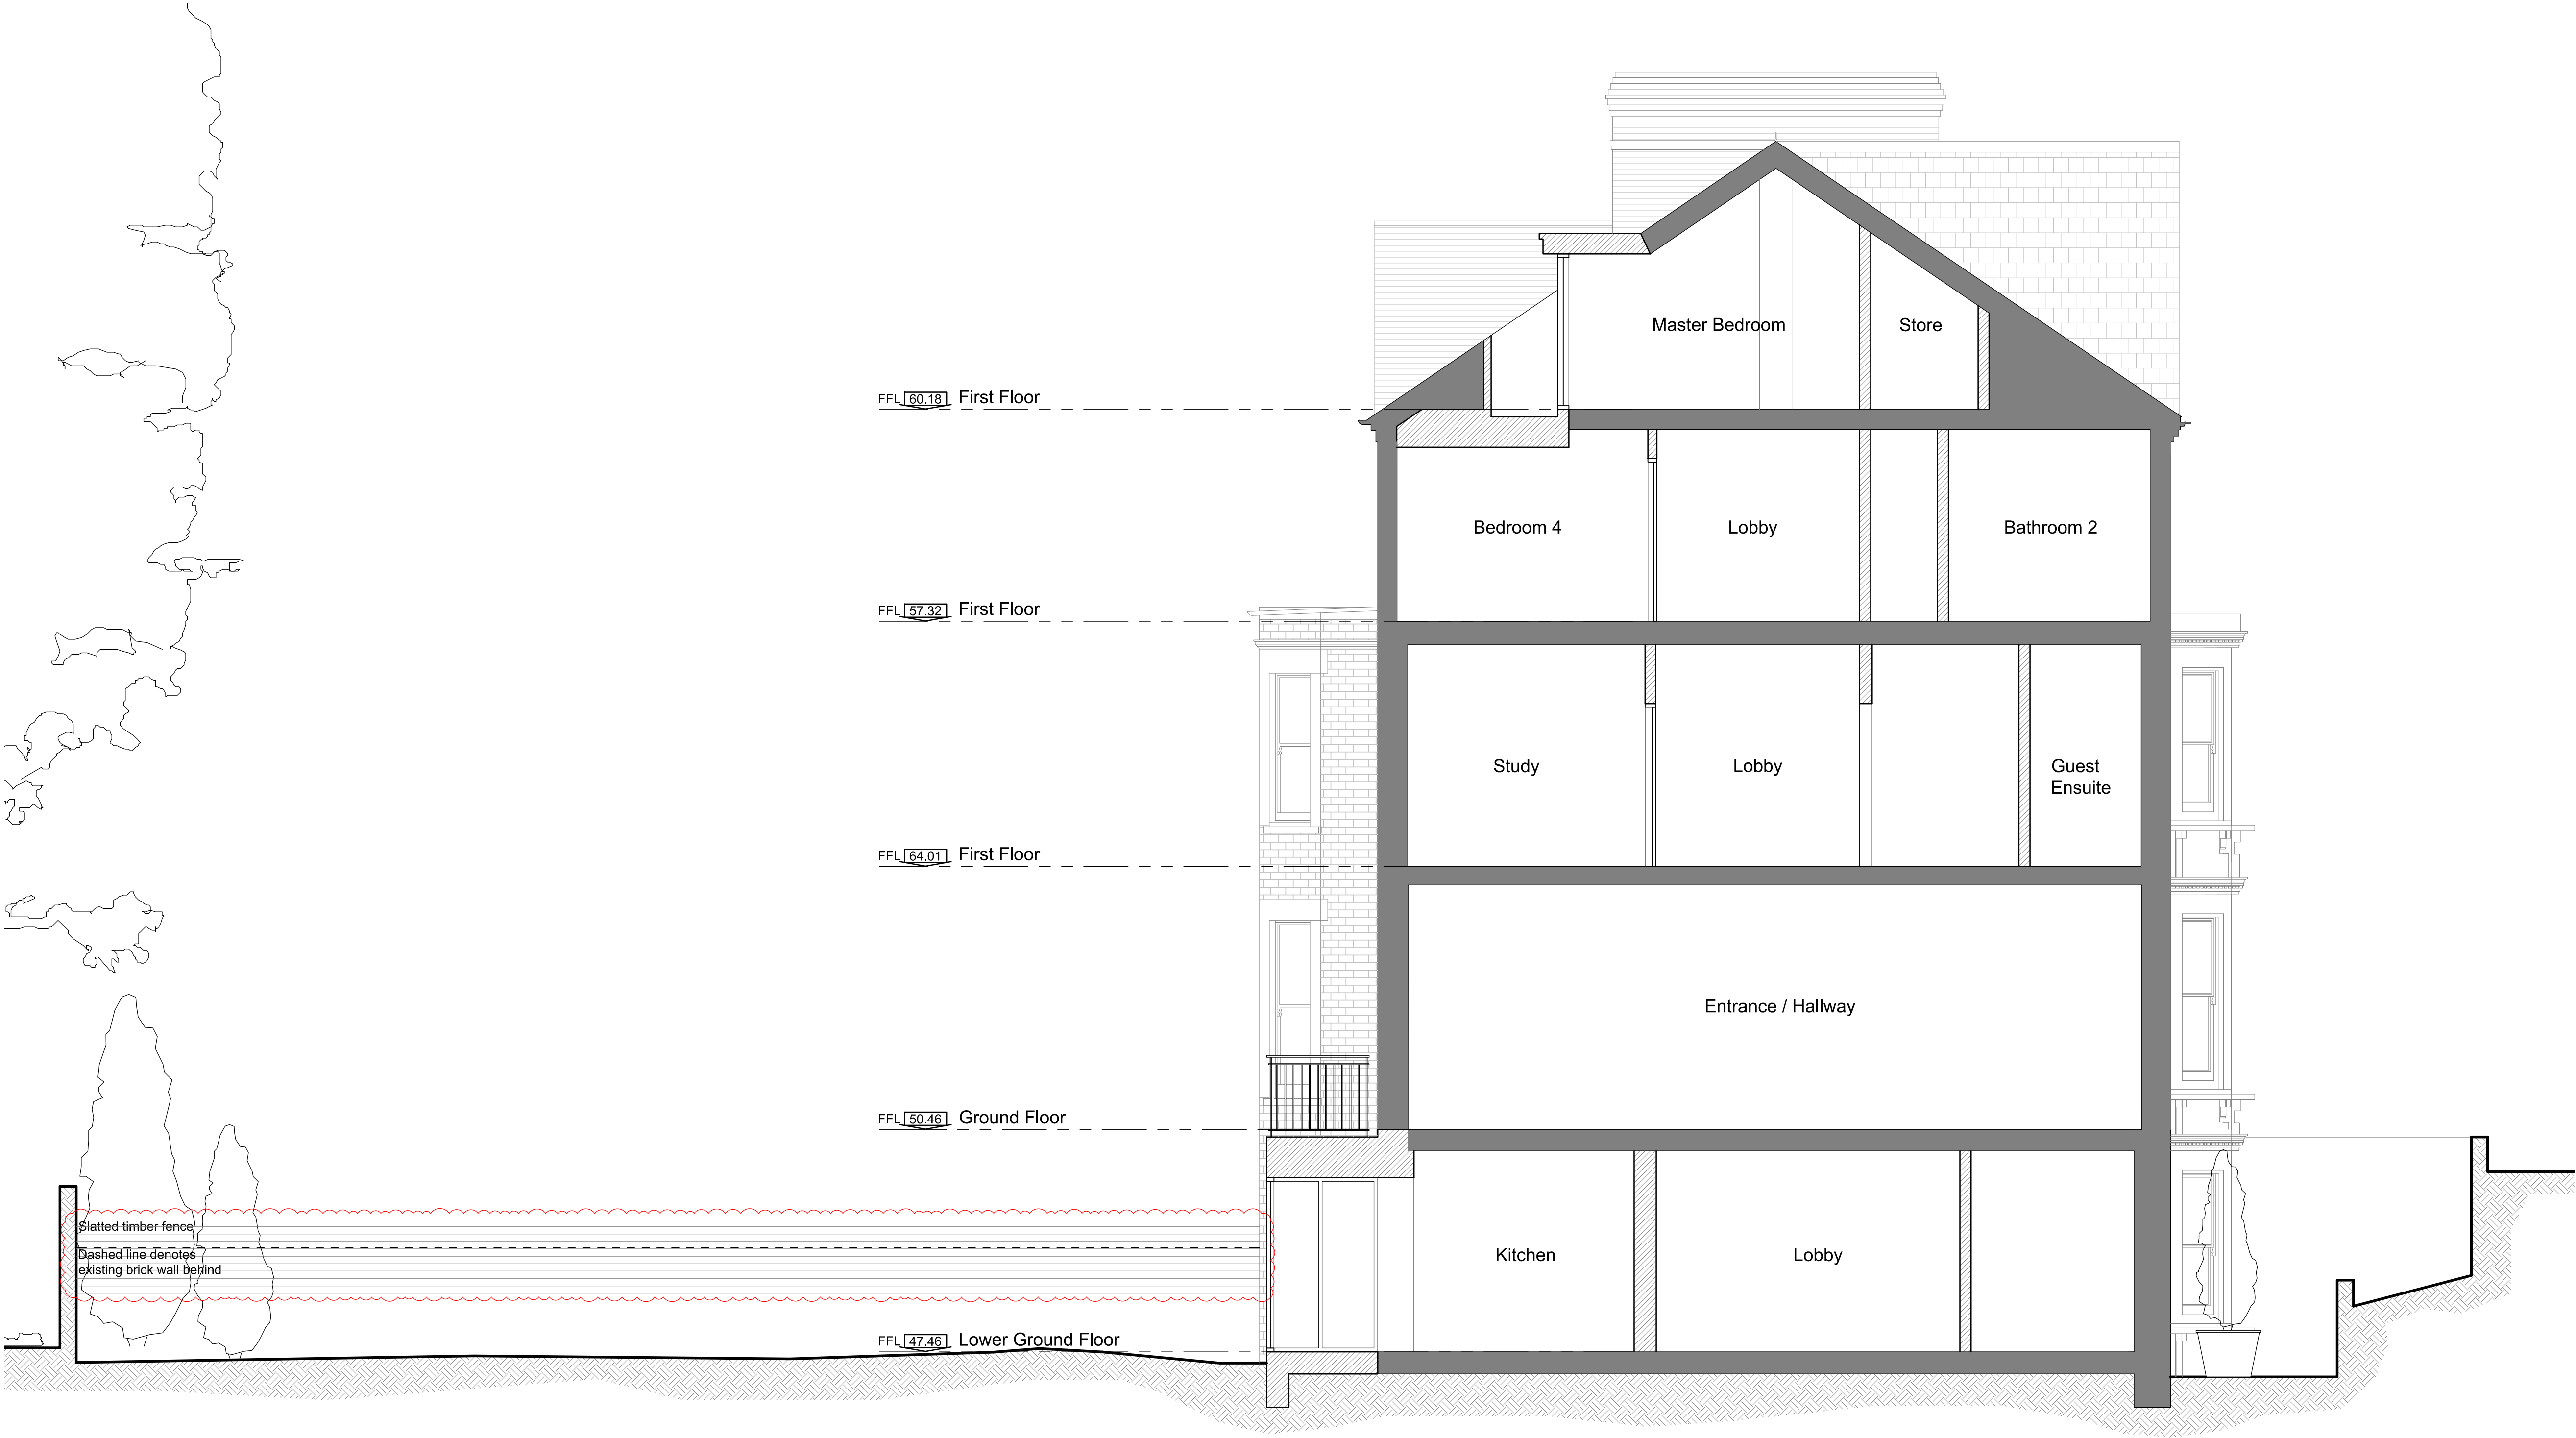 Master Bedroom
Store
FFL 60.18 First Floor
Bedroom 4
Lobby
Bathroom 2
FFL 57.32 First Floor
Study
Lobby
Guest
Ensuite
FFL 64.01 First Floor
Entrance / Hallway
FFL 50.46 Ground Floor
Slatted timber fence
Dashed line denotes
existing brick wall behind
Kitchen
Lobby
FFL 47.46 Lower Ground Floor